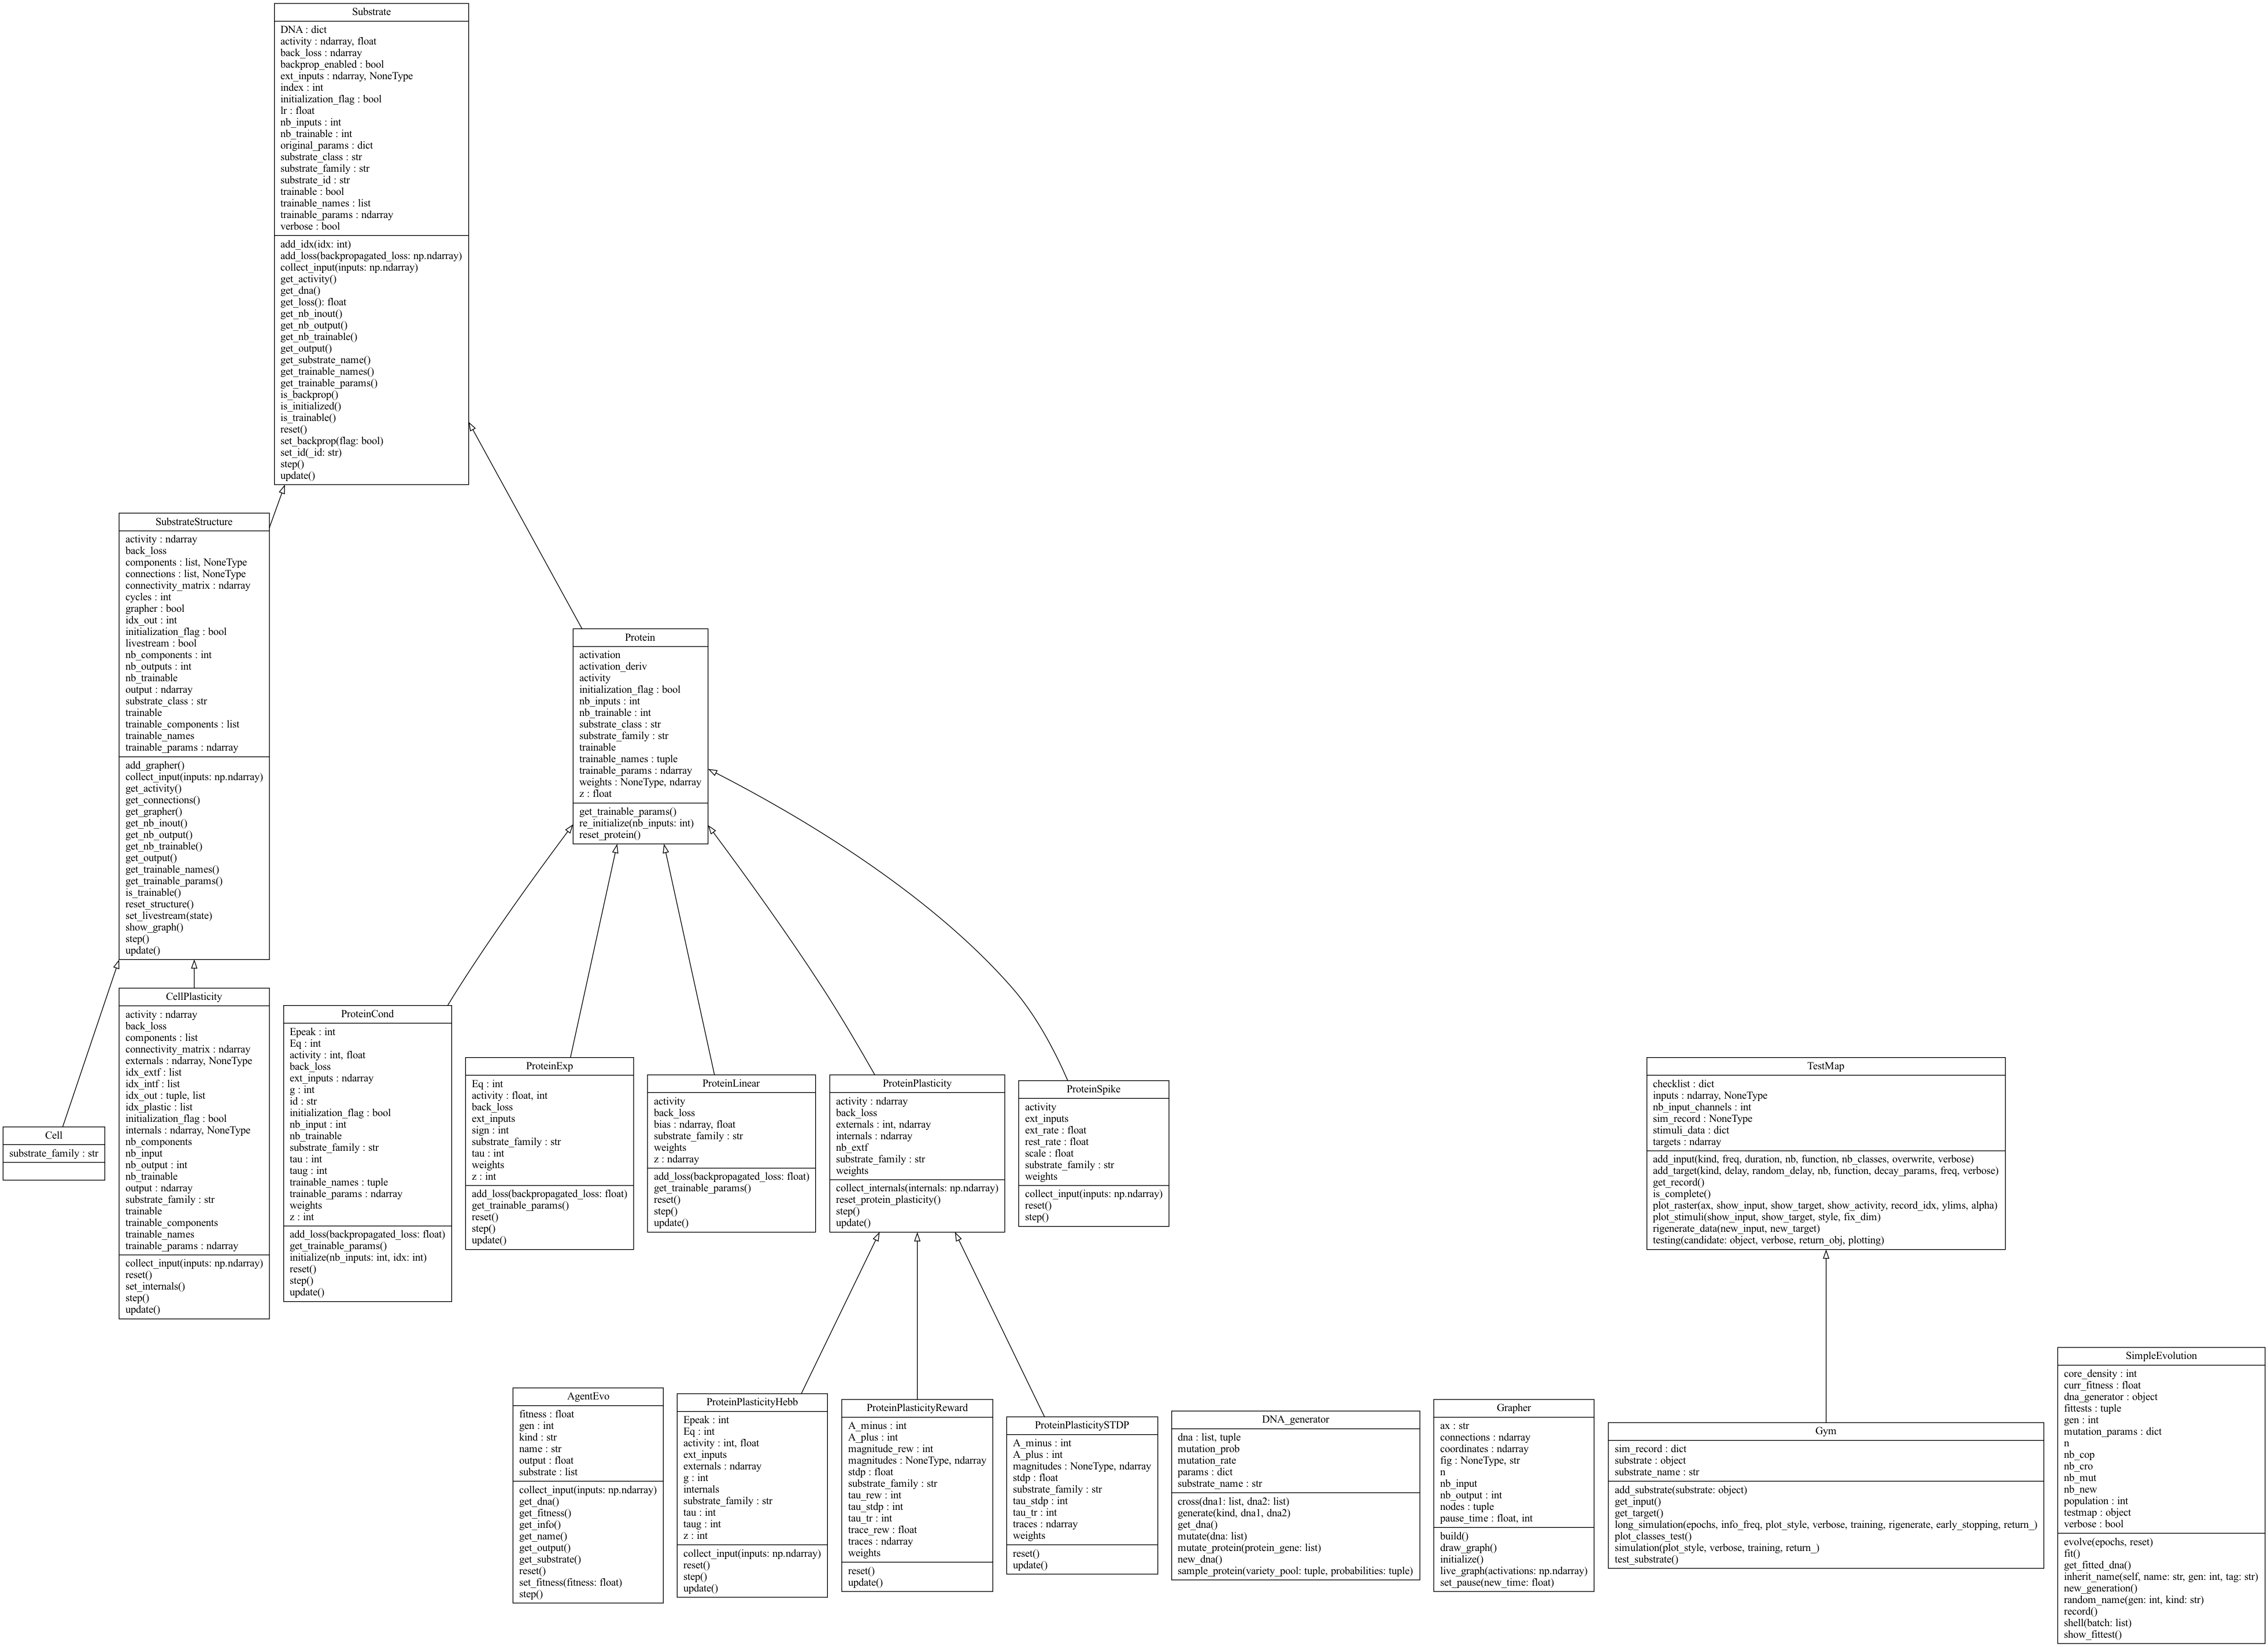 Substrate
DNA : dict
activity : ndarray, float
back_loss : ndarray
backprop_enabled : bool
ext_inputs : ndarray, NoneType
index : int
initialization_flag : bool
lr : float
nb_inputs : int
nb_trainable : int
original_params : dict
substrate_class : str
substrate_family : str
substrate_id : str
trainable : bool
trainable_names : list
trainable_params : ndarray
verbose : bool
add_idx(idx: int)
add_loss(backpropagated_loss: np.ndarray)
collect_input(inputs: np.ndarray)
get_activity()
get_dna()
get_loss(): float
get_nb_inout()
get_nb_output()
get_nb_trainable()
get_output()
get_substrate_name()
get_trainable_names()
get_trainable_params()
is_backprop()
is_initialized()
is_trainable()
reset()
set_backprop(flag: bool)
set_id(_id: str)
step()
update()
SubstrateStructure
activity : ndarray
back_loss
components : list, NoneType
connections : list, NoneType
connectivity_matrix : ndarray
cycles : int
grapher : bool
idx_out : int
initialization_flag : bool
livestream : bool
nb_components : int
nb_outputs : int
nb_trainable
output : ndarray
substrate_class : str
trainable
trainable_components : list
trainable_names
trainable_params : ndarray
add_grapher()
collect_input(inputs: np.ndarray)
get_activity()
get_connections()
get_grapher()
get_nb_inout()
get_nb_output()
get_nb_trainable()
get_output()
get_trainable_names()
get_trainable_params()
is_trainable()
reset_structure()
set_livestream(state)
show_graph()
step()
update()
Protein
activation
activation_deriv
activity
initialization_flag : bool
nb_inputs : int
nb_trainable : int
substrate_class : str
substrate_family : str
trainable
trainable_names : tuple
trainable_params : ndarray
weights : NoneType, ndarray
z : float
get_trainable_params()
re_initialize(nb_inputs: int)
reset_protein()
Cell
substrate_family : str
CellPlasticity
activity : ndarray
back_loss
components : list
connectivity_matrix : ndarray
externals : ndarray, NoneType
idx_extf : list
idx_intf : list
idx_out : tuple, list
idx_plastic : list
initialization_flag : bool
internals : ndarray, NoneType
nb_components
nb_input
nb_output : int
nb_trainable
output : ndarray
substrate_family : str
trainable
trainable_components
trainable_names
trainable_params : ndarray
collect_input(inputs: np.ndarray)
reset()
set_internals()
step()
update()
ProteinCond
Epeak : int
Eq : int
activity : int, float
back_loss
ext_inputs : ndarray
g : int
id : str
initialization_flag : bool
nb_input : int
nb_trainable
substrate_family : str
tau : int
taug : int
trainable_names : tuple
trainable_params : ndarray
weights
z : int
add_loss(backpropagated_loss: float)
get_trainable_params()
initialize(nb_inputs: int, idx: int)
reset()
step()
update()
ProteinExp
Eq : int
activity : float, int
back_loss
ext_inputs
sign : int
substrate_family : str
tau : int
weights
z : int
add_loss(backpropagated_loss: float)
get_trainable_params()
reset()
step()
update()
ProteinLinear
activity
back_loss
bias : ndarray, float
substrate_family : str
weights
z : ndarray
add_loss(backpropagated_loss: float)
get_trainable_params()
reset()
step()
update()
ProteinPlasticity
activity : ndarray
back_loss
externals : int, ndarray
internals : ndarray
nb_extf
substrate_family : str
weights
collect_internals(internals: np.ndarray)
reset_protein_plasticity()
step()
update()
ProteinSpike
activity
ext_inputs
ext_rate : float
rest_rate : float
scale : float
substrate_family : str
weights
collect_input(inputs: np.ndarray)
reset()
step()
TestMap
checklist : dict
inputs : ndarray, NoneType
nb_input_channels : int
sim_record : NoneType
stimuli_data : dict
targets : ndarray
add_input(kind, freq, duration, nb, function, nb_classes, overwrite, verbose)
add_target(kind, delay, random_delay, nb, function, decay_params, freq, verbose)
get_record()
is_complete()
plot_raster(ax, show_input, show_target, show_activity, record_idx, ylims, alpha)
plot_stimuli(show_input, show_target, style, fix_dim)
rigenerate_data(new_input, new_target)
testing(candidate: object, verbose, return_obj, plotting)
AgentEvo
fitness : float
gen : int
kind : str
name : str
output : float
substrate : list
collect_input(inputs: np.ndarray)
get_dna()
get_fitness()
get_info()
get_name()
get_output()
get_substrate()
reset()
set_fitness(fitness: float)
step()
ProteinPlasticityHebb
Epeak : int
Eq : int
activity : int, float
ext_inputs
externals : ndarray
g : int
internals
substrate_family : str
tau : int
taug : int
z : int
collect_input(inputs: np.ndarray)
reset()
step()
update()
ProteinPlasticityReward
A_minus : int
A_plus : int
magnitude_rew : int
magnitudes : NoneType, ndarray
stdp : float
substrate_family : str
tau_rew : int
tau_stdp : int
tau_tr : int
trace_rew : float
traces : ndarray
weights
reset()
update()
ProteinPlasticitySTDP
A_minus : int
A_plus : int
magnitudes : NoneType, ndarray
stdp : float
substrate_family : str
tau_stdp : int
tau_tr : int
traces : ndarray
weights
reset()
update()
DNA_generator
dna : list, tuple
mutation_prob
mutation_rate
params : dict
substrate_name : str
cross(dna1: list, dna2: list)
generate(kind, dna1, dna2)
get_dna()
mutate(dna: list)
mutate_protein(protein_gene: list)
new_dna()
sample_protein(variety_pool: tuple, probabilities: tuple)
Grapher
ax : str
connections : ndarray
coordinates : ndarray
fig : NoneType, str
n
nb_input
nb_output : int
nodes : tuple
pause_time : float, int
build()
draw_graph()
initialize()
live_graph(activations: np.ndarray)
set_pause(new_time: float)
Gym
sim_record : dict
substrate : object
substrate_name : str
add_substrate(substrate: object)
get_input()
get_target()
long_simulation(epochs, info_freq, plot_style, verbose, training, rigenerate, early_stopping, return_)
plot_classes_test()
simulation(plot_style, verbose, training, return_)
test_substrate()
SimpleEvolution
core_density : int
curr_fitness : float
dna_generator : object
fittests : tuple
gen : int
mutation_params : dict
n
nb_cop
nb_cro
nb_mut
nb_new
population : int
testmap : object
verbose : bool
evolve(epochs, reset)
fit()
get_fitted_dna()
inherit_name(self, name: str, gen: int, tag: str)
new_generation()
random_name(gen: int, kind: str)
record()
shell(batch: list)
show_fittest()